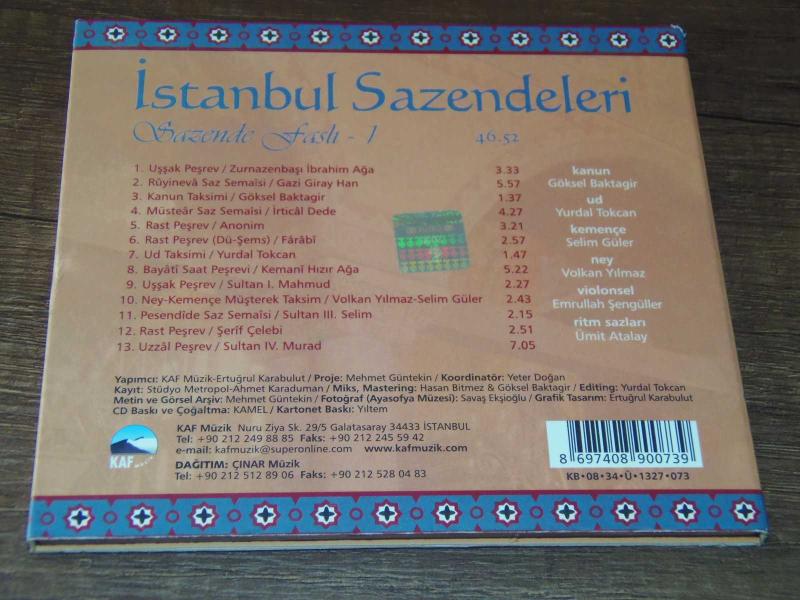 İstanbul Sazendeleri
Sazende Faslı - 1 46.52
1. Uşşak Peşrev / Zurnazenbaşı İbrahim Ağa 3.33
2. Rûyinevâ Saz Semaîsi / Gazi Giray Han 5.57
3. Kanun Taksimi / Göksel Baktagir 1.37
4. Müsteâr Saz Semaîsi / İrticâl Dede 4.27
5. Rast Peşrev / Anonim 3.21
6. Rast Peşrev (Dü-Şems) / Fârâbî 2.57
7. Ud Taksimi / Yurdal Tokcan 1.47
8. Bayâtî Saat Peşrevi / Kemanî Hızır Ağa 5.22
9. Uşşak Peşrev / Sultan I. Mahmud 2.27
10. Ney-Kemençe Müşterek Taksim / Volkan Yılmaz-Selim Güler 2.43
11. Pesendîde Saz Semaîsi / Sultan III. Selim 2.15
12. Rast Peşrev / Şerîf Çelebi 2.51
13. Uzzâl Peşrev / Sultan IV. Murad 7.05
kanun
Göksel Baktagir
ud
Yurdal Tokcan
kemençe
Selim Güler
ney
Volkan Yılmaz
violonsel
Emrullah Şengüller
ritm sazları
Ümit Atalay
Yapımcı: KAF Müzik-Ertuğrul Karabulut / Proje: Mehmet Güntekin / Koordinatör: Yeter Doğan
Kayıt: Stüdyo Metropol-Ahmet Karaduman / Miks, Mastering: Hasan Bitmez & Göksel Baktagir / Editing: Yurdal Tokcan
Metin ve Görsel Arşiv: Mehmet Güntekin / Fotoğraf (Ayasofya Müzesi): Savaş Ekşioğlu / Grafik Tasarım: Ertuğrul Karabulut
CD Baskı ve Çoğaltma: KAMEL / Kartonet Baskı: Yıltem
KAF müzik
KAF Müzik Nuru Ziya Sk. 29/5 Galatasaray 34433 İSTANBUL
Tel: +90 212 249 88 85 Faks: +90 212 245 59 42
e-mail: kafmuzik@superonline.com www.kafmuzik.com
DAĞITIM: ÇINAR Müzik
Tel: +90 212 512 89 06 Faks: +90 212 528 04 83
8 697408 900739
KB•08•34•Ü•1327•073